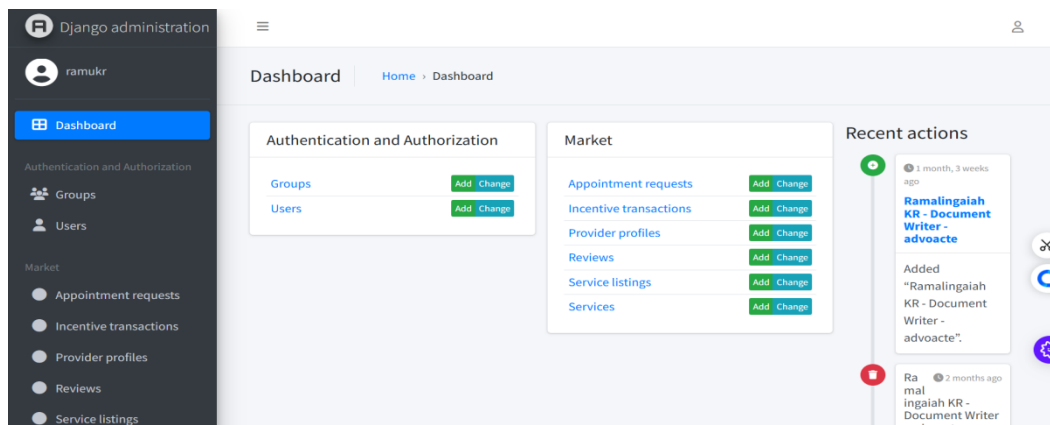 Django administration
ramukr
Dashboard
Authentication and Authorization
Groups
Users
Market
Appointment requests
Incentive transactions
Provider profiles
Reviews
Service listings
Dashboard
Home › Dashboard
Authentication and Authorization
Groups Add Change
Users Add Change
Market
Appointment requests Add Change
Incentive transactions Add Change
Provider profiles Add Change
Reviews Add Change
Service listings Add Change
Services Add Change
Recent actions
1 month, 3 weeks
ago
Ramalingaiah
KR - Document
Writer -
advoacte
Added
“Ramalingaiah
KR - Document
Writer -
advoacte”.
Ra 2 months ago
mal
ingaiah KR -
Document Writer